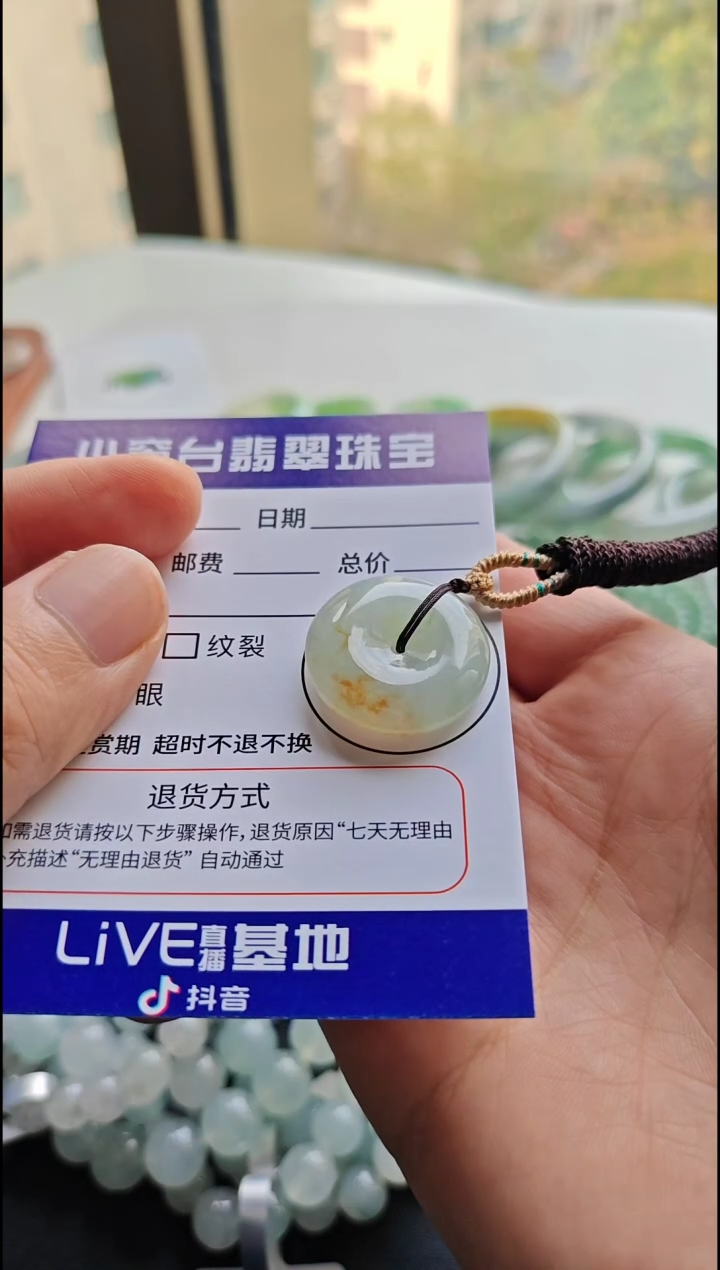 台翡翠珠宝
日期
邮费 总价
纹裂
眼
赏期 超时不退不换
退货方式
如需退货请按以下步骤操作,退货原因“七天无理由
充描述“无理由退货” 自动通过
LiVE直播基地
抖音